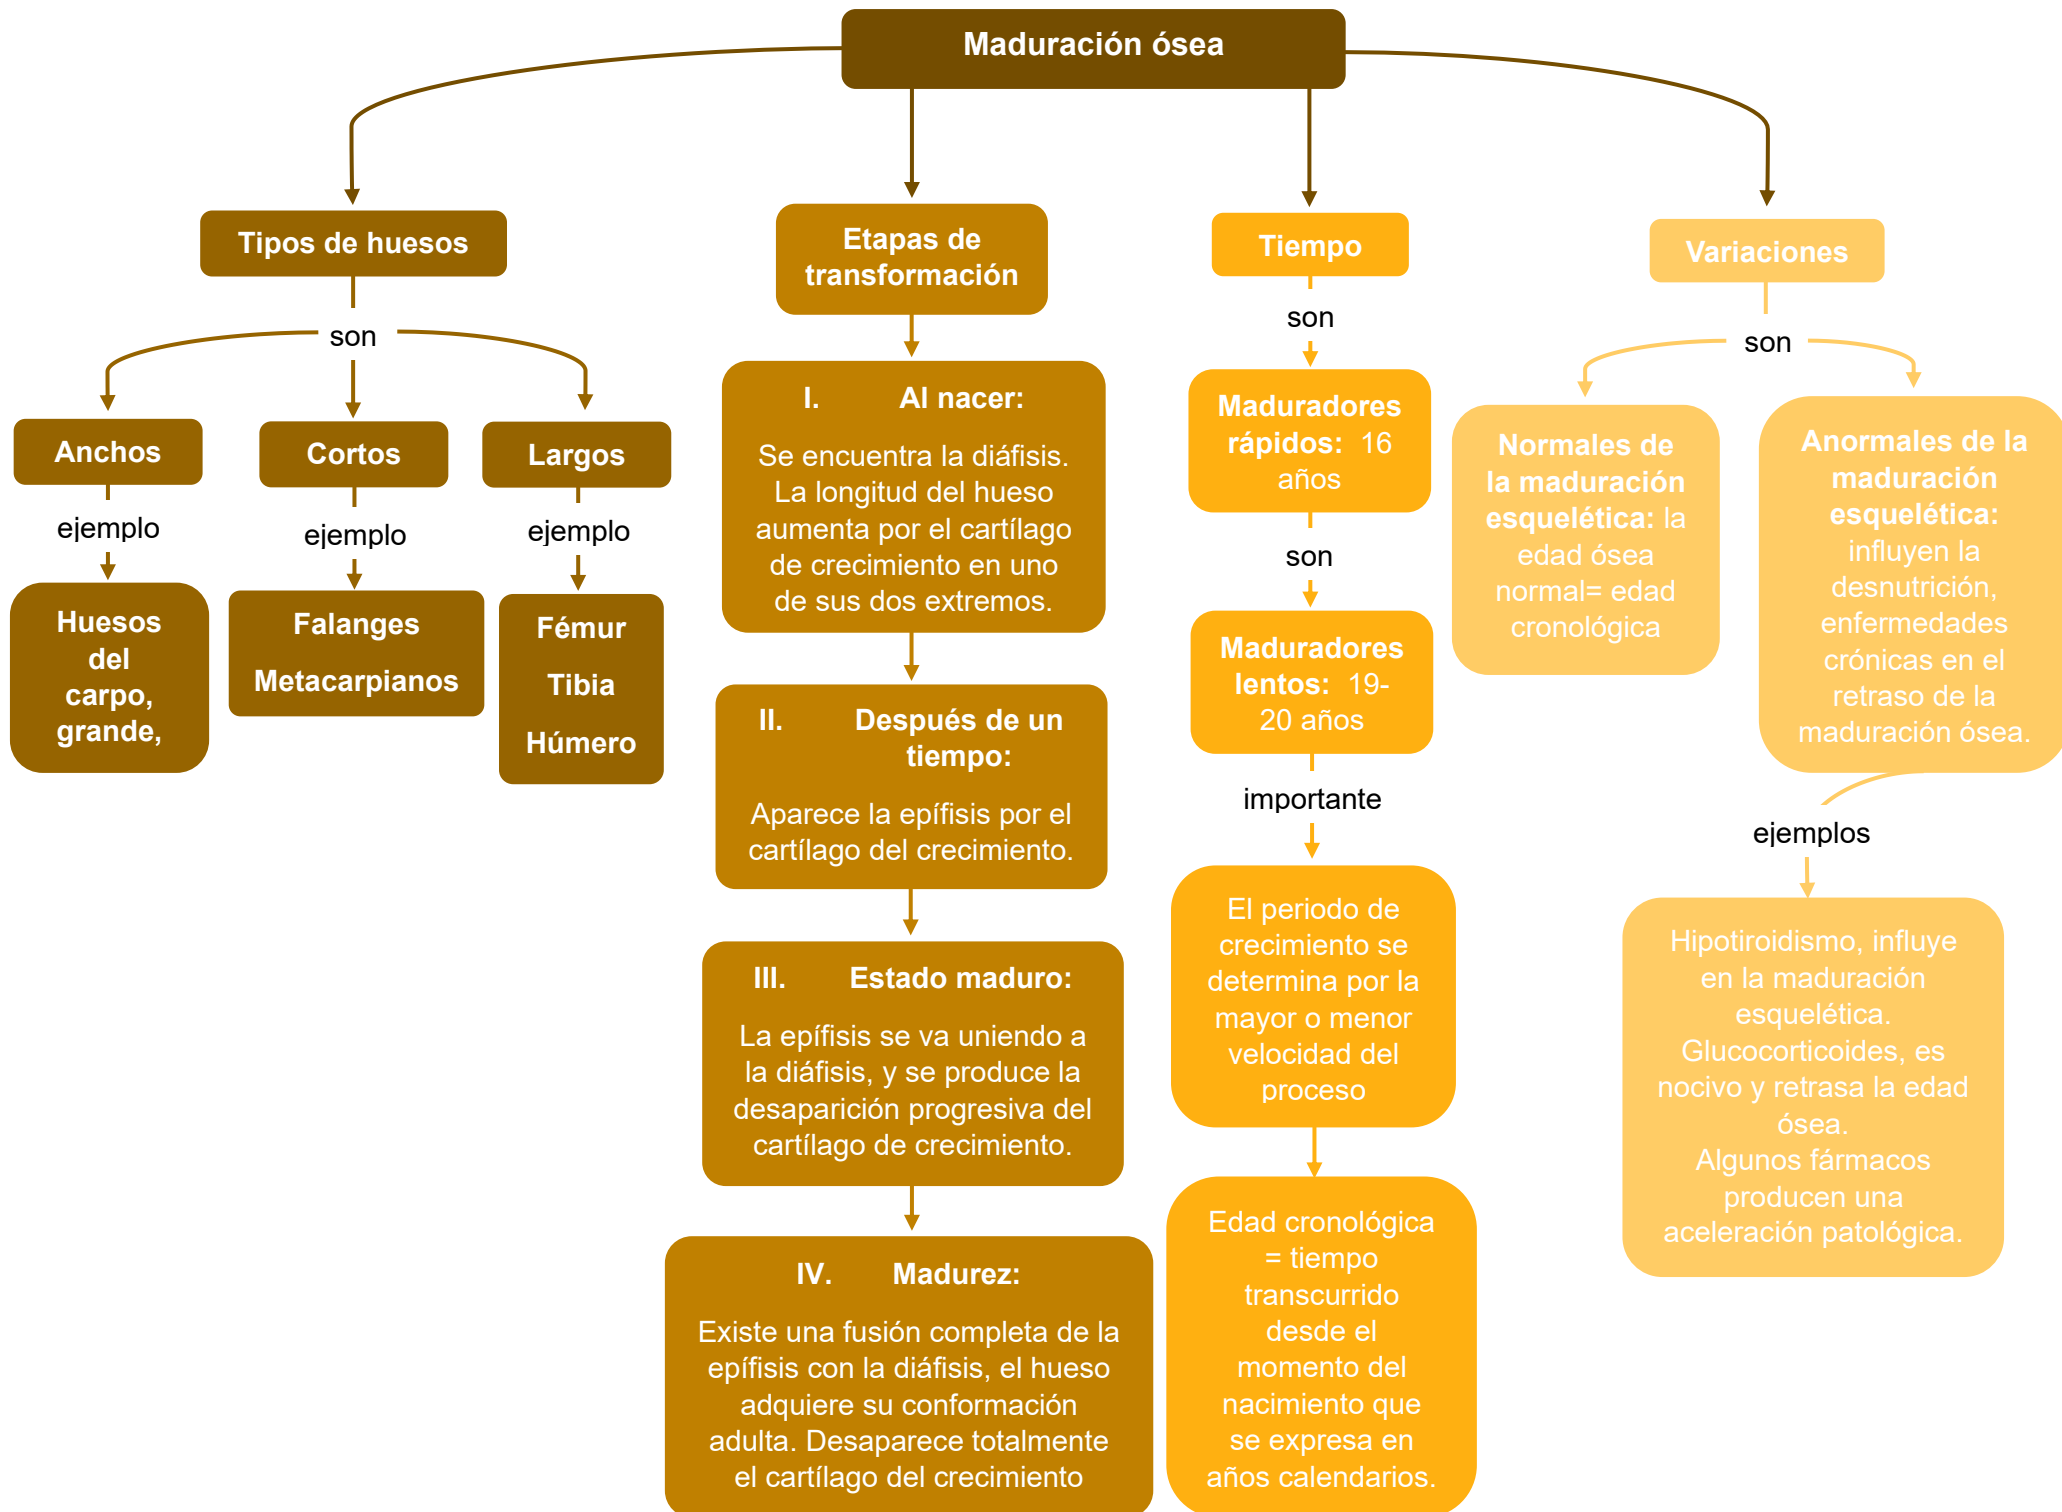 Maduración ósea
Tipos de huesos
son
Anchos
ejemplo
Huesos
del
carpo,
grande,
Cortos
ejemplo
Falanges
Metacarpianos
Largos
ejemplo
Fémur
Tibia
Húmero
Etapas de
transformación
I. Al nacer:
Se encuentra la diáfisis.
La longitud del hueso
aumenta por el cartílago
de crecimiento en uno
de sus dos extremos.
II. Después de un
tiempo:
Aparece la epífisis por el
cartílago del crecimiento.
III. Estado maduro:
La epífisis se va uniendo a
la diáfisis, y se produce la
desaparición progresiva del
cartílago de crecimiento.
IV. Madurez:
Existe una fusión completa de la
epífisis con la diáfisis, el hueso
adquiere su conformación
adulta. Desaparece totalmente
el cartílago del crecimiento
Tiempo
son
Maduradores
rápidos: 16
años
son
Maduradores
lentos: 19-
20 años
importante
El periodo de
crecimiento se
determina por la
mayor o menor
velocidad del
proceso
Edad cronológica
= tiempo
transcurrido
desde el
momento del
nacimiento que
se expresa en
años calendarios.
Variaciones
son
Normales de
la maduración
esquelética: la
edad ósea
normal= edad
cronológica
Anormales de la
maduración
esquelética:
influyen la
desnutrición,
enfermedades
crónicas en el
retraso de la
maduración ósea.
ejemplos
Hipotiroidismo, influye
en la maduración
esquelética.
Glucocorticoides, es
nocivo y retrasa la edad
ósea.
Algunos fármacos
producen una
aceleración patológica.